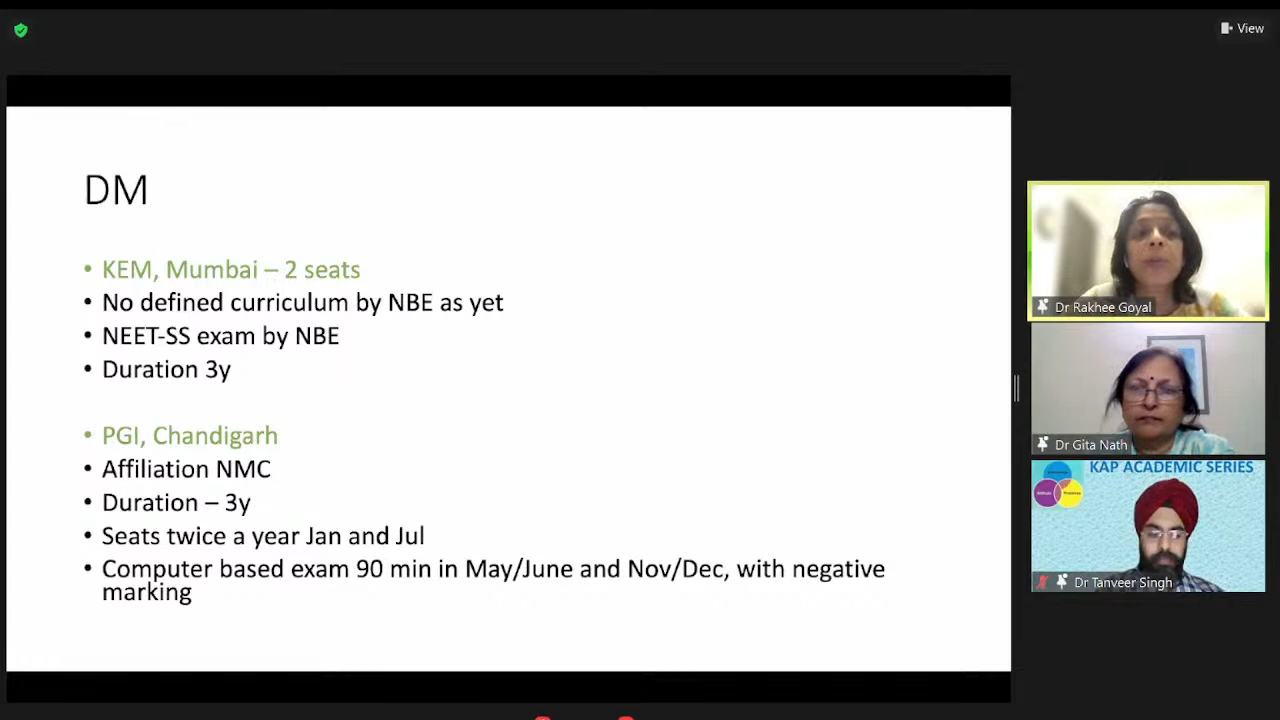 View
DM
• KEM, Mumbai – 2 seats
• No defined curriculum by NBE as yet
• NEET-SS exam by NBE
• Duration 3y
• PGI, Chandigarh
• Affiliation NMC
• Duration – 3y
• Seats twice a year Jan and Jul
• Computer based exam 90 min in May/June and Nov/Dec, with negative
marking
Dr Rakhee Goyal
Dr Gita Nath
KAP ACADEMIC SERIES
Dr Tanveer Singh